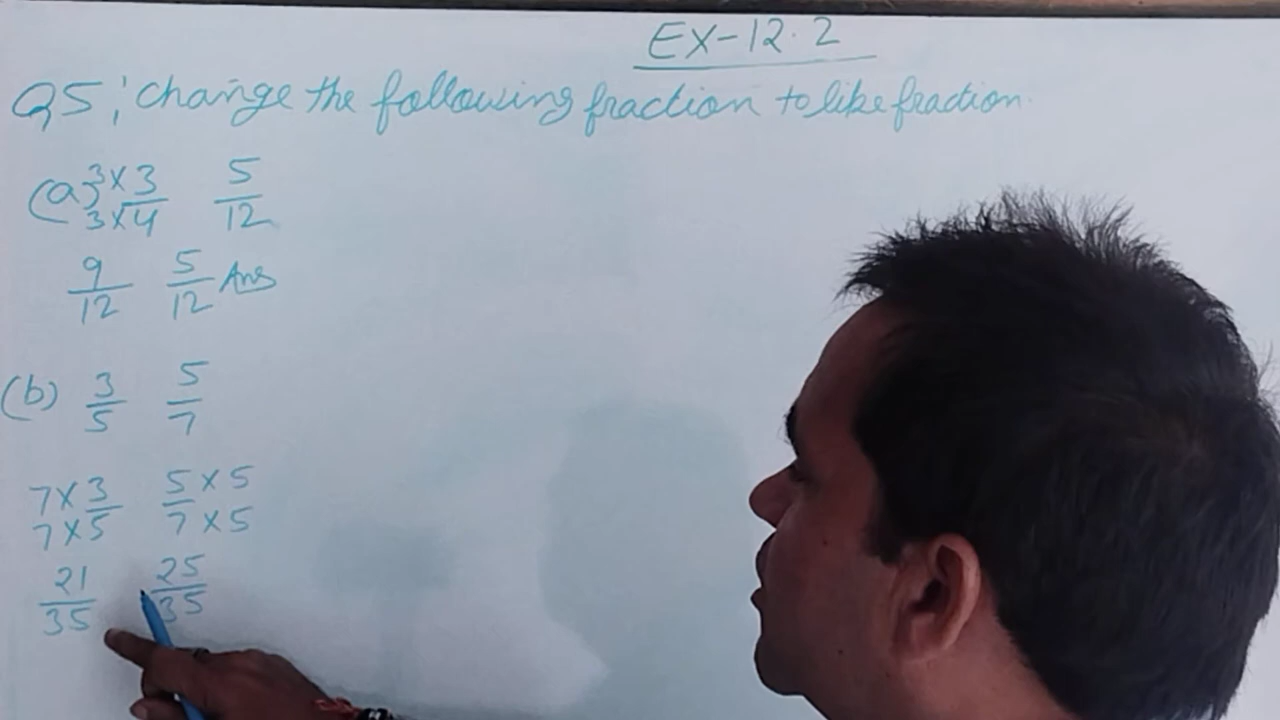 EX-12.2
Q5; change the following fraction to like fraction.
(a) 3×3/3×4 5/12
9/12 5/12 Ans
(b) 3/5 5/7
7×3/7×5 5×5/7×5
21/35 25/35